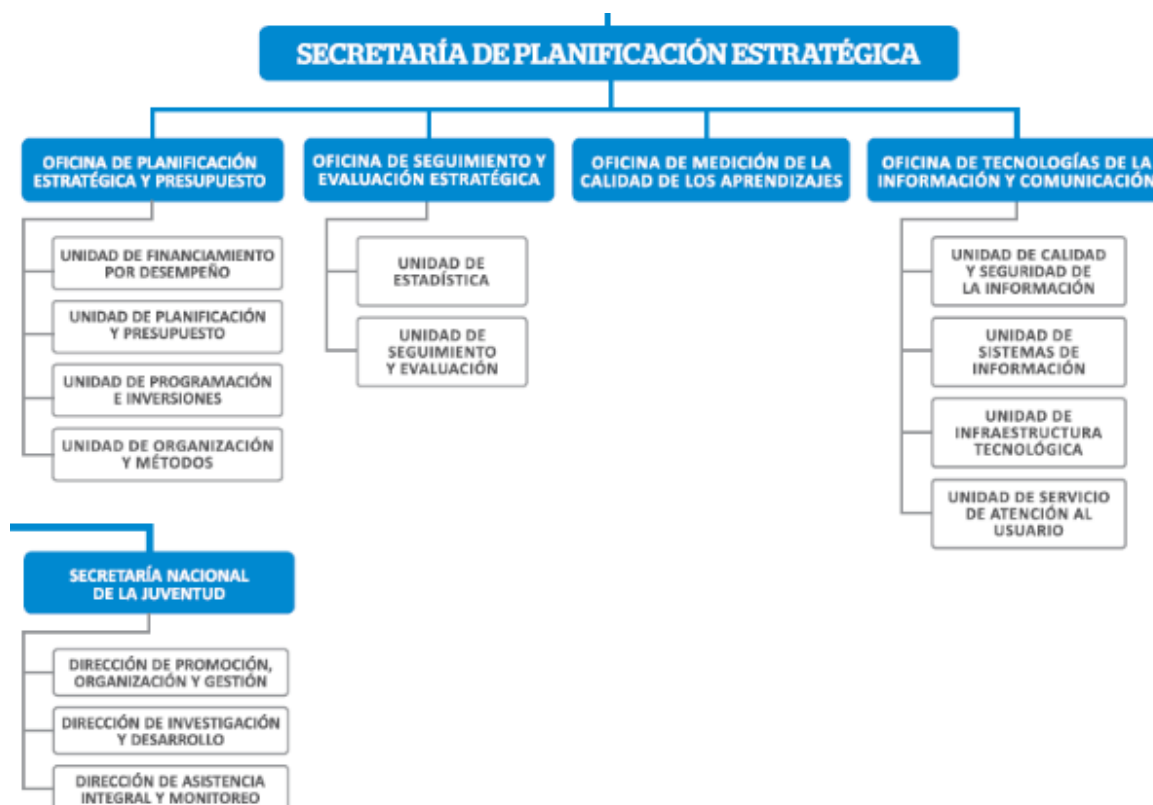 SECRETARÍA DE PLANIFICACIÓN ESTRATÉGICA
OFICINA DE PLANIFICACIÓN
ESTRATÉGICA Y PRESUPUESTO
UNIDAD DE FINANCIAMIENTO
POR DESEMPEÑO
UNIDAD DE PLANIFICACIÓN
Y PRESUPUESTO
UNIDAD DE PROGRAMACIÓN
E INVERSIONES
UNIDAD DE ORGANIZACIÓN
Y MÉTODOS
OFICINA DE SEGUIMIENTO Y
EVALUACIÓN ESTRATÉGICA
UNIDAD DE
ESTADÍSTICA
UNIDAD DE
SEGUIMIENTO
Y EVALUACIÓN
OFICINA DE MEDICIÓN DE LA
CALIDAD DE LOS APRENDIZAJES
OFICINA DE TECNOLOGÍAS DE LA
INFORMACIÓN Y COMUNICACIÓN
UNIDAD DE CALIDAD
Y SEGURIDAD DE
LA INFORMACIÓN
UNIDAD DE
SISTEMAS DE
INFORMACIÓN
UNIDAD DE
INFRAESTRUCTURA
TECNOLÓGICA
UNIDAD DE SERVICIO
DE ATENCIÓN AL
USUARIO
SECRETARÍA NACIONAL
DE LA JUVENTUD
DIRECCIÓN DE PROMOCIÓN,
ORGANIZACIÓN Y GESTIÓN
DIRECCIÓN DE INVESTIGACIÓN
Y DESARROLLO
DIRECCIÓN DE ASISTENCIA
INTEGRAL Y MONITOREO